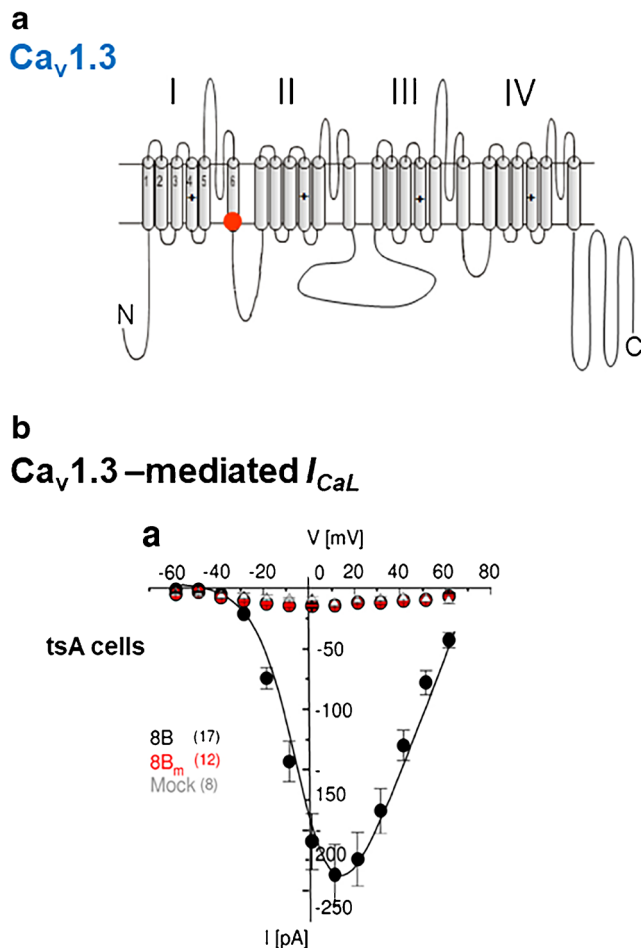 a
Cav1.3
I II III IV
1 2 3 4 5 6
+ + + +
N
C
b
Cav1.3 –mediated ICaL
a
V [mV]
-60 -40 -20 0 20 40 60 80
tsA cells
-50
-100
150
200
-250
8B (17)
8Bm (12)
Mock (8)
I [pA]